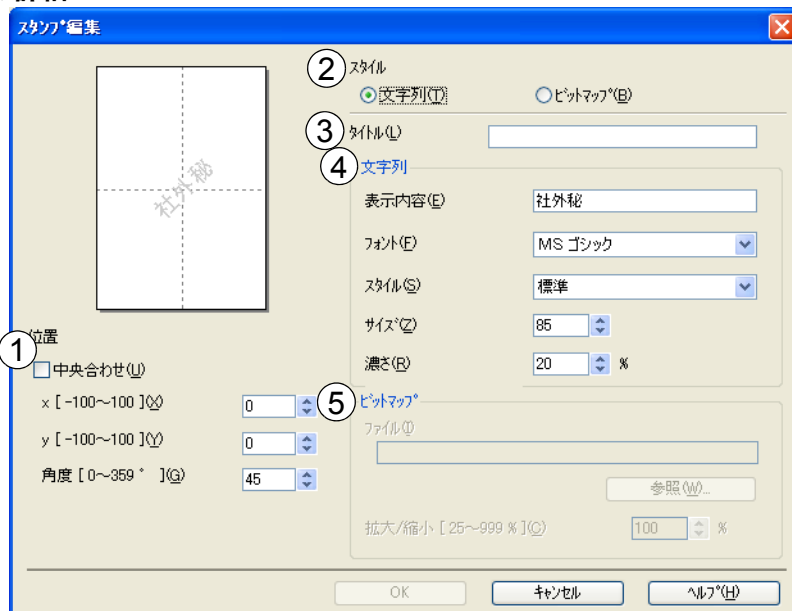 スタンプ編集
社外秘
位置
①
中央合わせ(U)
x [ -100～100 ](X) 0
y [ -100～100 ](Y) 0
角度 [ 0～359 ° ](G) 45
② スタイル
文字列(T) ビットマップ(B)
③ タイトル(L)
④ 文字列
表示内容(E) 社外秘
フォント(F) MS ゴシック
スタイル(S) 標準
サイズ(Z) 85
濃さ(R) 20 %
⑤ ビットマップ
ファイル(I)
参照(W)...
拡大/縮小 [ 25～999 % ](C) 100 %
OK キャンセル ヘルプ(H)